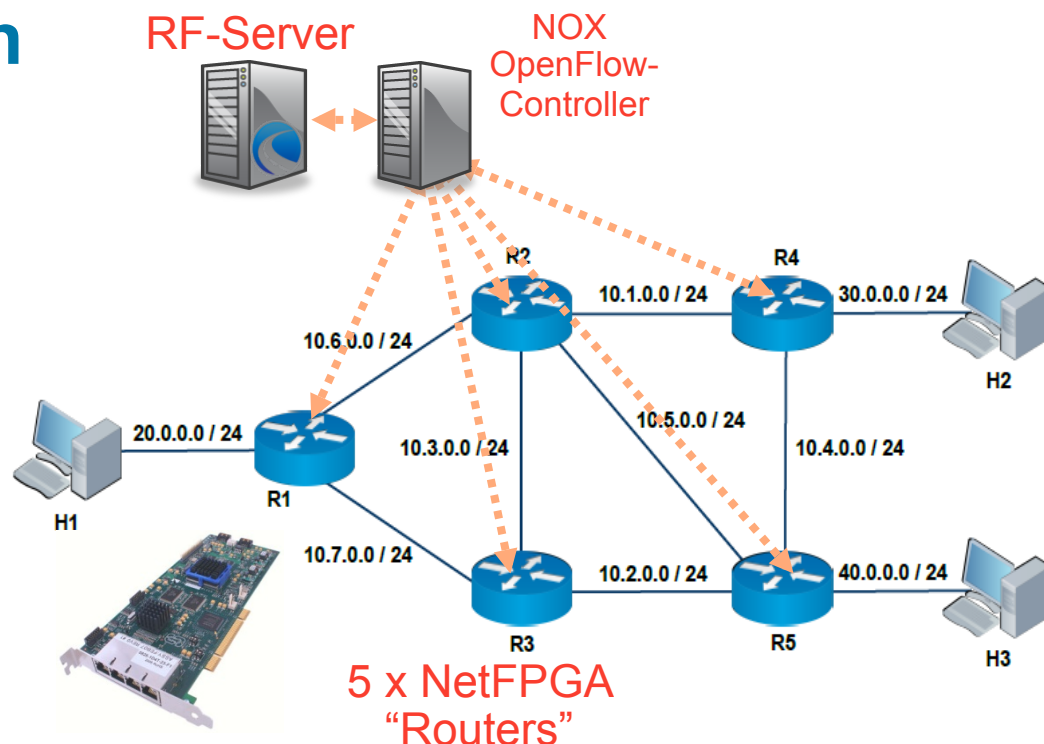 n
RF-Server
NOX
OpenFlow-
Controller
R2
R4
10.1.0.0 / 24
30.0.0.0 / 24
10.6.0.0 / 24
H2
20.0.0.0 / 24
10.3.0.0 / 24
10.5.0.0 / 24
10.4.0.0 / 24
R1
H1
10.7.0.0 / 24
10.2.0.0 / 24
40.0.0.0 / 24
R3
R5
H3
5 x NetFPGA
“Routers”